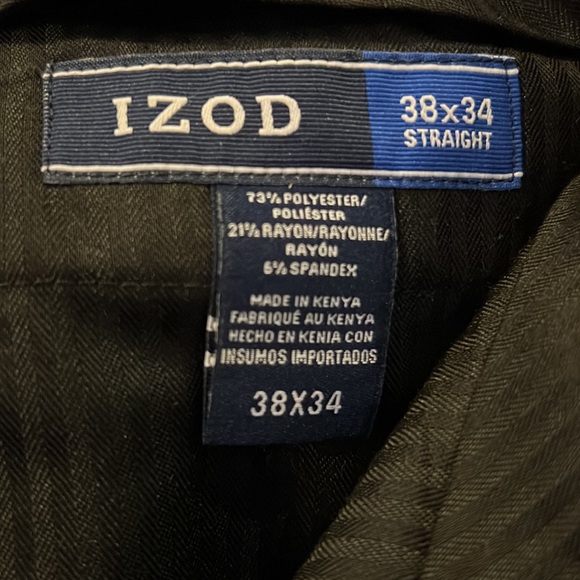 IZOD
38x34
STRAIGHT
73% POLYESTER/
POLIÉSTER
21% RAYON/RAYONNE/
RAYÓN
6% SPANDEX
MADE IN KENYA
FABRIQUÉ AU KENYA
HECHO EN KENIA CON
INSUMOS IMPORTADOS
38X34